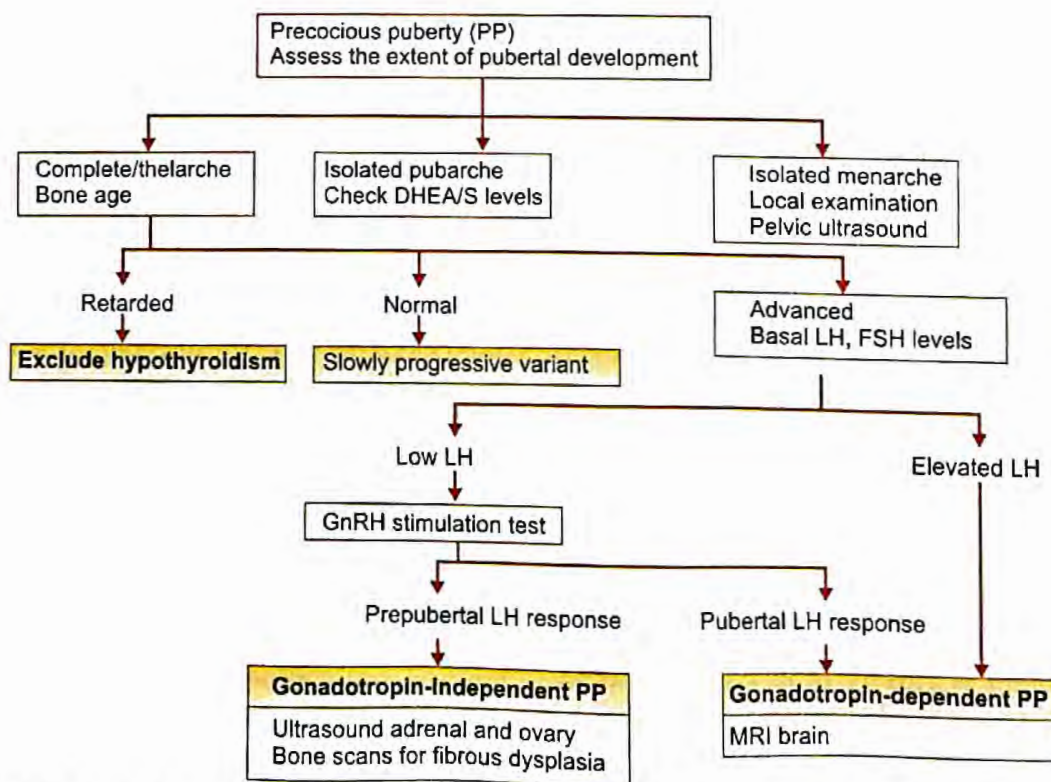 Precocious puberty (PP)
Assess the extent of pubertal development
Complete/thelarche
Bone age
Isolated pubarche
Check DHEA/S levels
Isolated menarche
Local examination
Pelvic ultrasound
Retarded
Normal
Advanced
Basal LH, FSH levels
Exclude hypothyroidism
Slowly progressive variant
Low LH
Elevated LH
GnRH stimulation test
Prepubertal LH response
Pubertal LH response
Gonadotropin-independent PP
Ultrasound adrenal and ovary
Bone scans for fibrous dysplasia
Gonadotropin-dependent PP
MRI brain